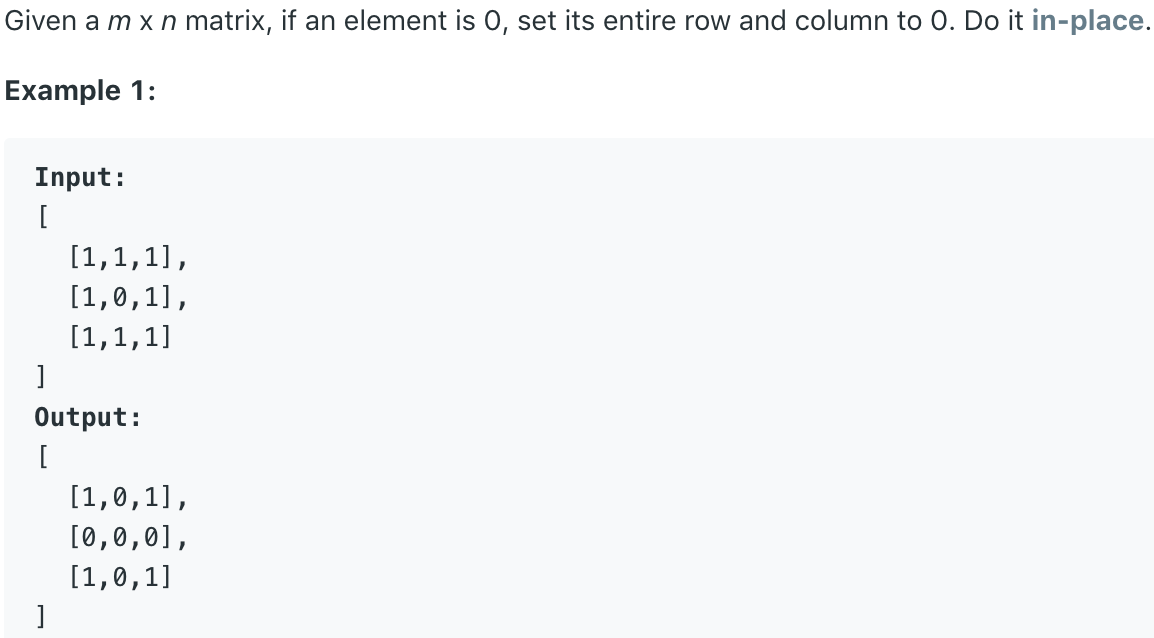 Given a m x n matrix, if an element is 0, set its entire row and column to 0. Do it in-place.
Example 1:
Input:
[
  [1,1,1],
  [1,0,1],
  [1,1,1]
]
Output:
[
  [1,0,1],
  [0,0,0],
  [1,0,1]
]